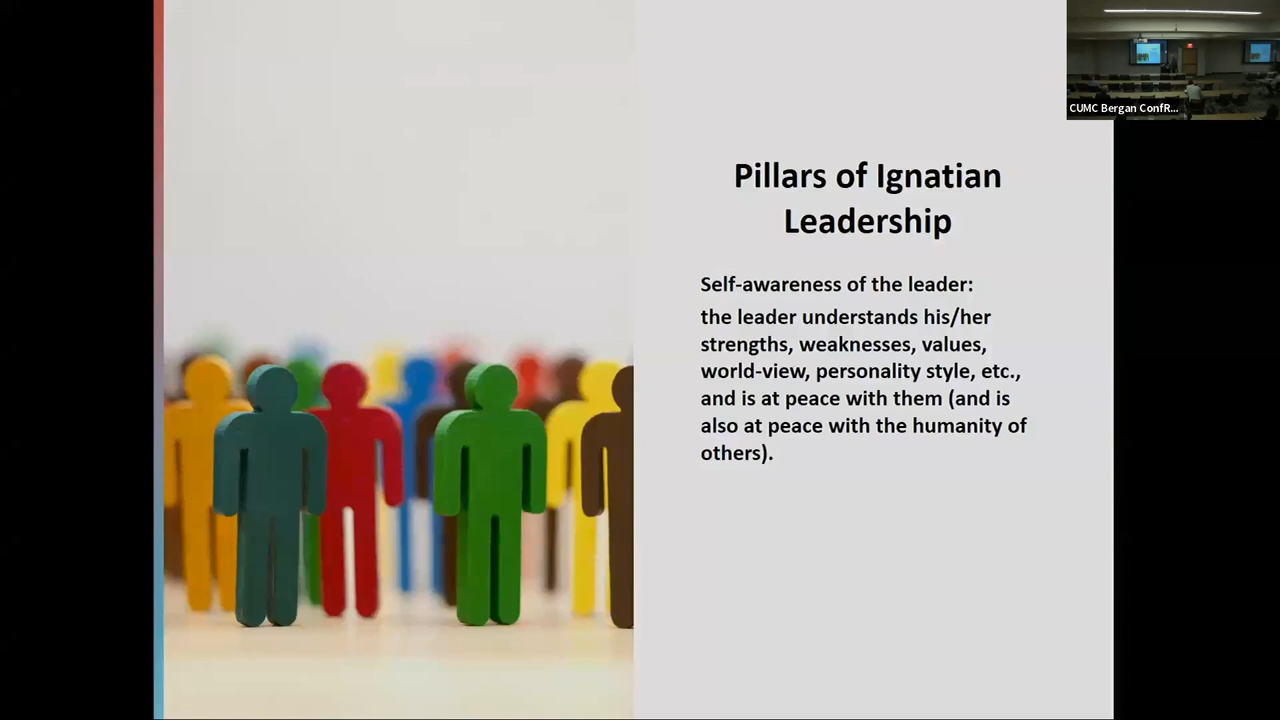 CUMC Bergan ConfR...
Pillars of Ignatian
Leadership
Self-awareness of the leader:
the leader understands his/her
strengths, weaknesses, values,
world-view, personality style, etc.,
and is at peace with them (and is
also at peace with the humanity of
others).